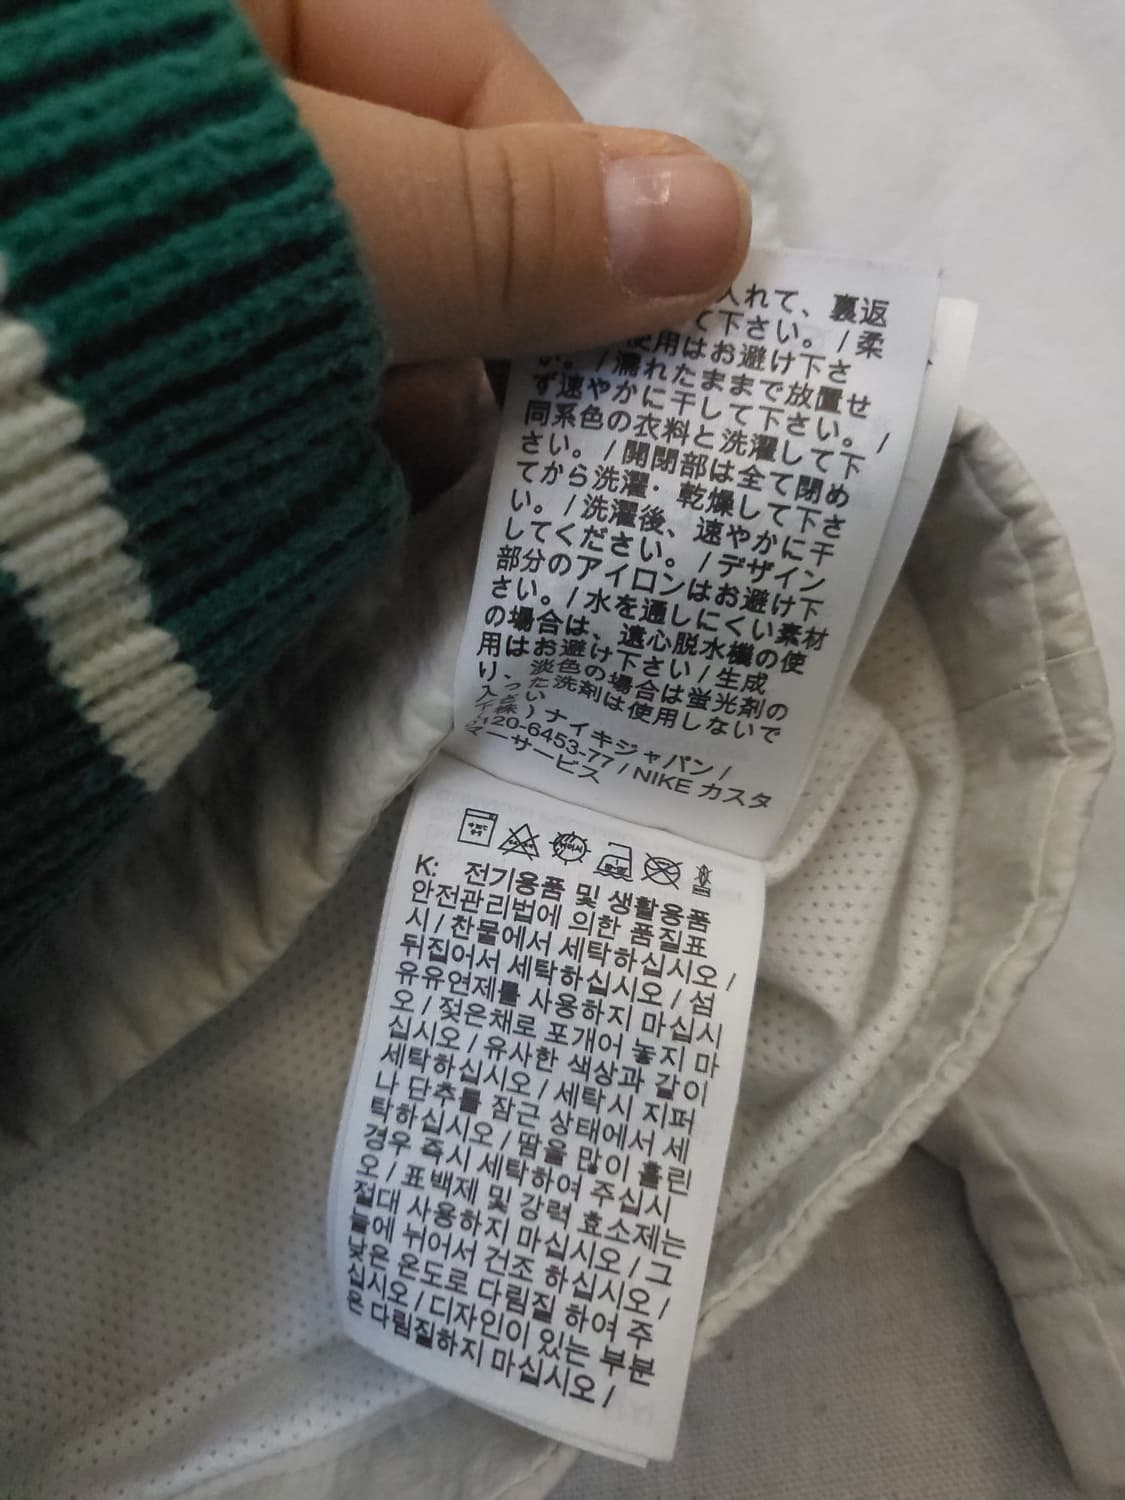 入れて、裏返
て下さい。/柔
使用はお避け下さ
い。/濡れたままで放置せ
ず速やかに干して下さい。/
同系色の衣料と洗濯して下
さい。/開閉部は全て閉め
てから洗濯・乾燥して下さ
い。/洗濯後、速やかに干
してください。/デザイン
部分のアイロンはお避け下
さい。/水を通しにくい素材
の場合は、遠心脱水機の使
用はお避け下さい/生成
り、淡色の場合は蛍光剤の
入った洗剤は使用しないで
ナイキジャパン/
120-6453-77/NIKE カスタ
マーサービス
K: 전기용품 및 생활용품
안전관리법에 의한 품질표
시/찬물에서 세탁하십시오/
뒤집어서 세탁하십시오/섬
유유연제를 사용하지 마십시
오/젖은채로 포개어 놓지 마
십시오/유사한 색상과 같이
세탁하십시오/세탁시 지퍼
나 단추를 잠근 상태에서 세
탁하십시오/땀을 많이 흘린
경우 즉시 세탁하여 주십시
오/표백제 및 강력 효소제는
절대 사용하지 마십시오/그
늘에 뉘어서 건조 하십시오/
낮은 온도로 다림질 하여 주
십시오/디자인이 있는 부분
은 다림질하지 마십시오/